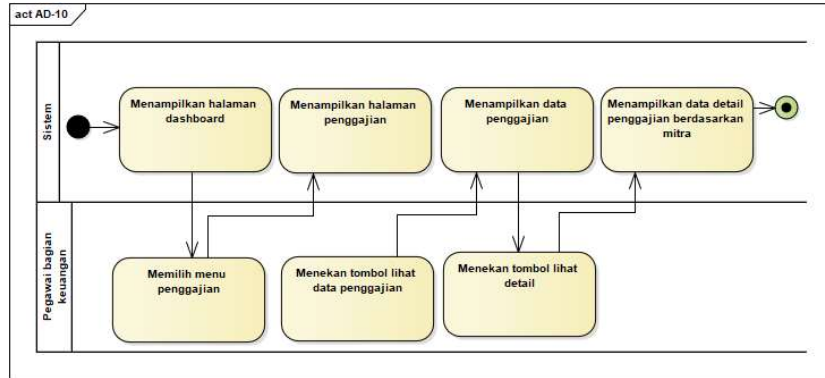 act AD-10
Sistem
Menampilkan halaman
dashboard
Menampilkan halaman
penggajian
Menampilkan data
penggajian
Menampilkan data detail
penggajian berdasarkan
mitra
Pegawai bagian
keuangan
Memilih menu
penggajian
Menekan tombol lihat
data penggajian
Menekan tombol lihat
detail